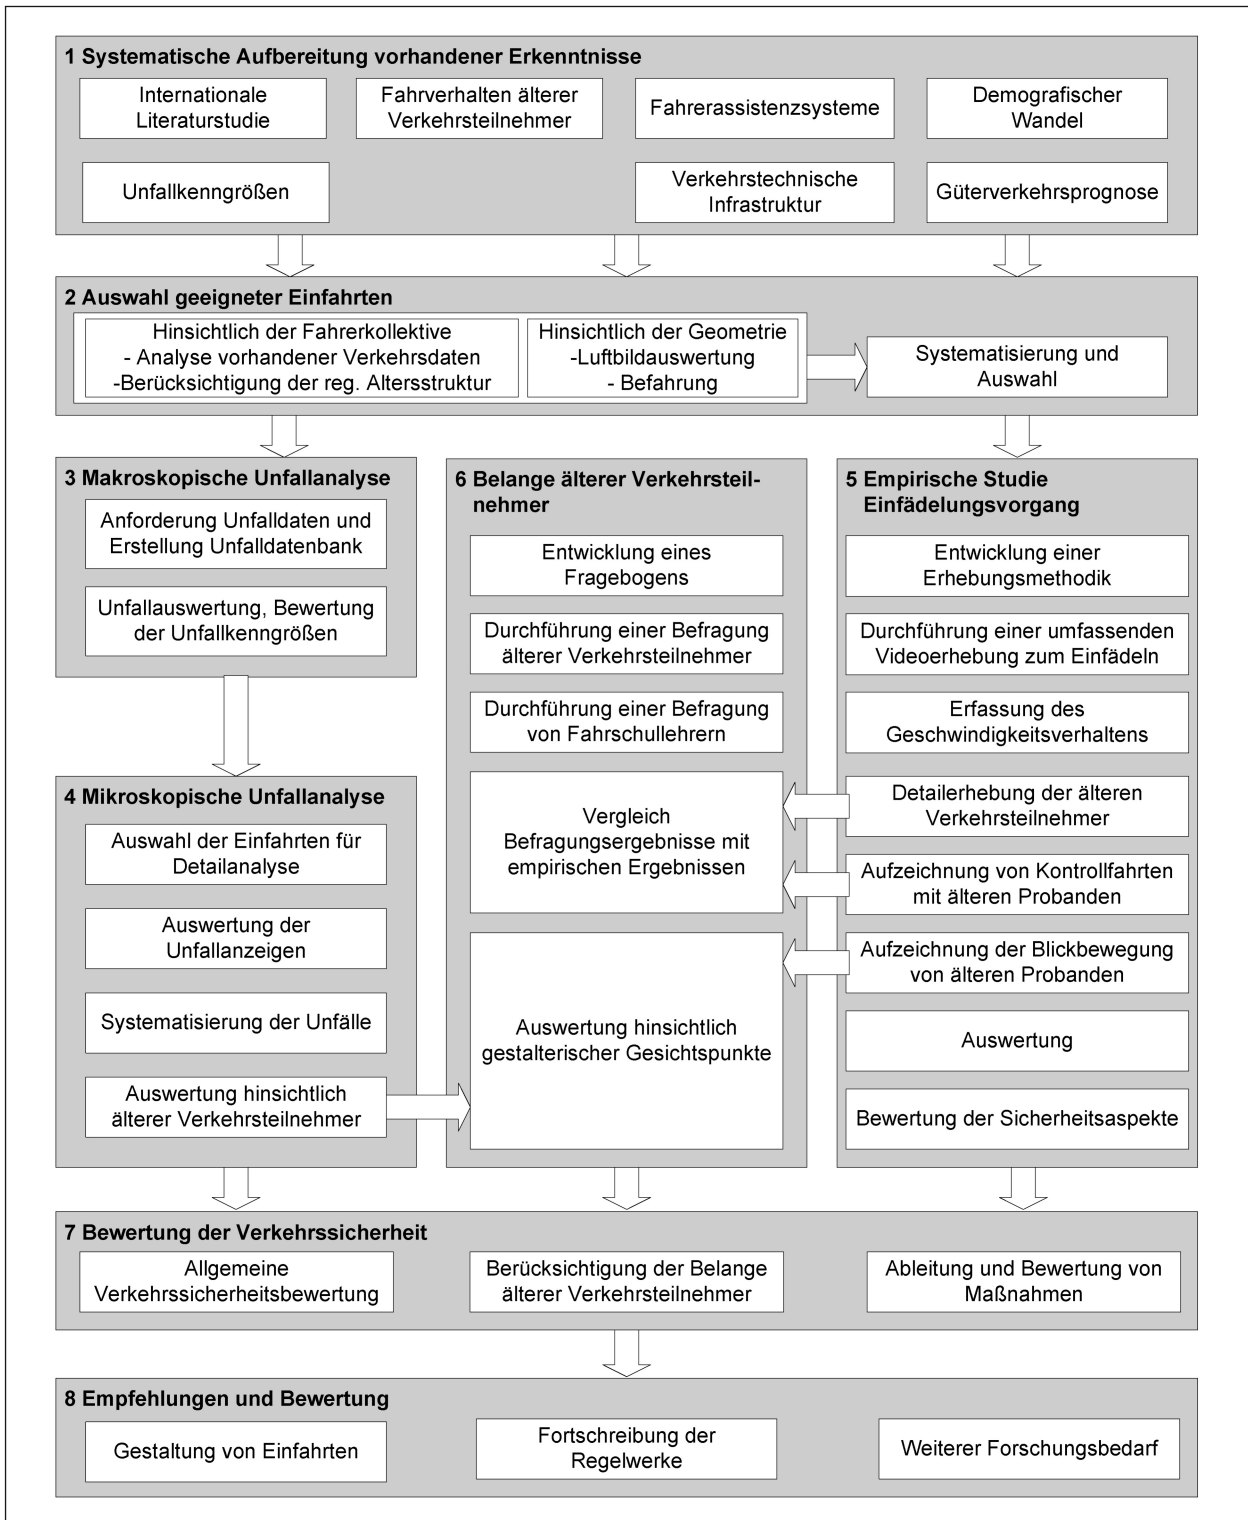 1 Systematische Aufbereitung vorhandener Erkenntnisse
Internationale
Literaturstudie
Fahrverhalten älterer
Verkehrsteilnehmer
Fahrerassistenzsysteme
Demografischer
Wandel
Unfallkenngrößen
Verkehrstechnische
Infrastruktur
Güterverkehrsprognose
2 Auswahl geeigneter Einfahrten
Hinsichtlich der Fahrerkollektive
- Analyse vorhandener Verkehrsdaten
-Berücksichtigung der reg. Altersstruktur
Hinsichtlich der Geometrie
-Luftbildauswertung
- Befahrung
Systematisierung und
Auswahl
3 Makroskopische Unfallanalyse
Anforderung Unfalldaten und
Erstellung Unfalldatenbank
Unfallauswertung, Bewertung
der Unfallkenngrößen
4 Mikroskopische Unfallanalyse
Auswahl der Einfahrten für
Detailanalyse
Auswertung der
Unfallanzeigen
Systematisierung der Unfälle
Auswertung hinsichtlich
älterer Verkehrsteilnehmer
6 Belange älterer Verkehrsteil-
nehmer
Entwicklung eines
Fragebogens
Durchführung einer Befragung
älterer Verkehrsteilnehmer
Durchführung einer Befragung
von Fahrschullehrern
Vergleich
Befragungsergebnisse mit
empirischen Ergebnissen
Auswertung hinsichtlich
gestalterischer Gesichtspunkte
5 Empirische Studie
Einfädelungsvorgang
Entwicklung einer
Erhebungsmethodik
Durchführung einer umfassenden
Videoerhebung zum Einfädeln
Erfassung des
Geschwindigkeitsverhaltens
Detailerhebung der älteren
Verkehrsteilnehmer
Aufzeichnung von Kontrollfahrten
mit älteren Probanden
Aufzeichnung der Blickbewegung
von älteren Probanden
Auswertung
Bewertung der Sicherheitsaspekte
7 Bewertung der Verkehrssicherheit
Allgemeine
Verkehrssicherheitsbewertung
Berücksichtigung der Belange
älterer Verkehrsteilnehmer
Ableitung und Bewertung von
Maßnahmen
8 Empfehlungen und Bewertung
Gestaltung von Einfahrten
Fortschreibung der
Regelwerke
Weiterer Forschungsbedarf